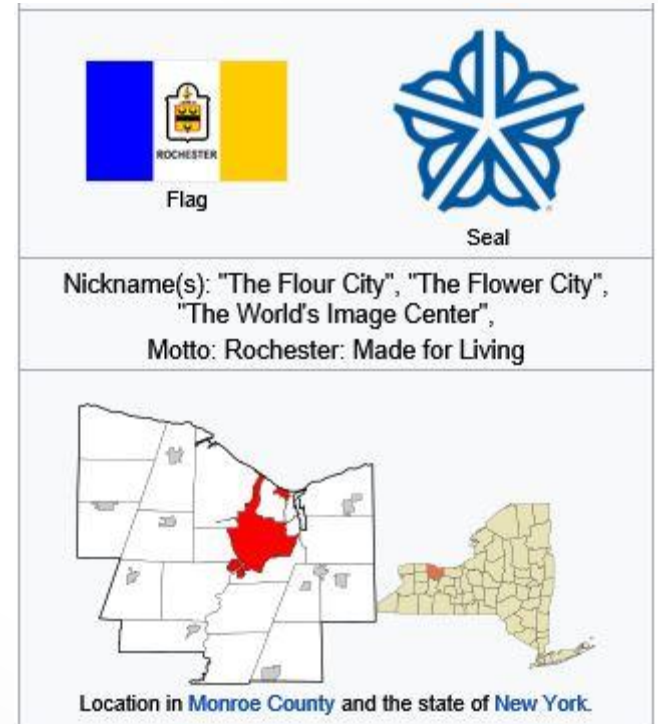 ROCHESTER
Flag
Seal
Nickname(s): "The Flour City", "The Flower City",
"The World's Image Center",
Motto: Rochester: Made for Living
Location in Monroe County and the state of New York.